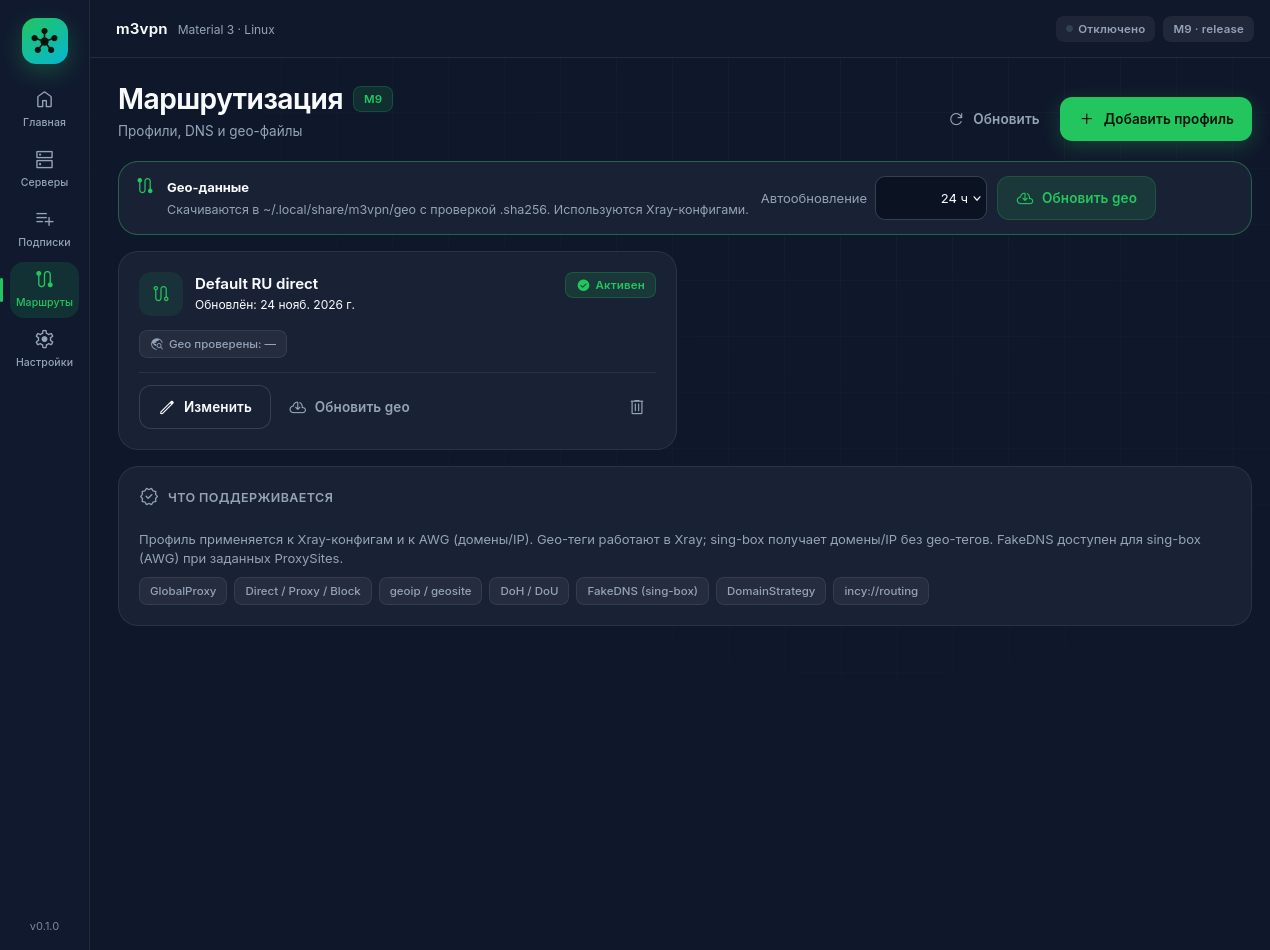 m3vpn Material 3 · Linux
Отключено
M9 · release
Главная
Серверы
Подписки
Маршруты
Настройки
v0.1.0
Маршрутизация M9
Профили, DNS и geo-файлы
Обновить
Добавить профиль
Geo-данные
Скачиваются в ~/.local/share/m3vpn/geo с проверкой .sha256. Используются Xray-конфигами.
Автообновление
24 ч
Обновить geo
Default RU direct
Обновлён: 24 нояб. 2026 г.
Активен
Geo проверены: —
Изменить
Обновить geo
ЧТО ПОДДЕРЖИВАЕТСЯ
Профиль применяется к Xray-конфигам и к AWG (домены/IP). Geo-теги работают в Xray; sing-box получает домены/IP без geo-тегов. FakeDNS доступен для sing-box
(AWG) при заданных ProxySites.
GlobalProxy
Direct / Proxy / Block
geoip / geosite
DoH / DoU
FakeDNS (sing-box)
DomainStrategy
incy://routing